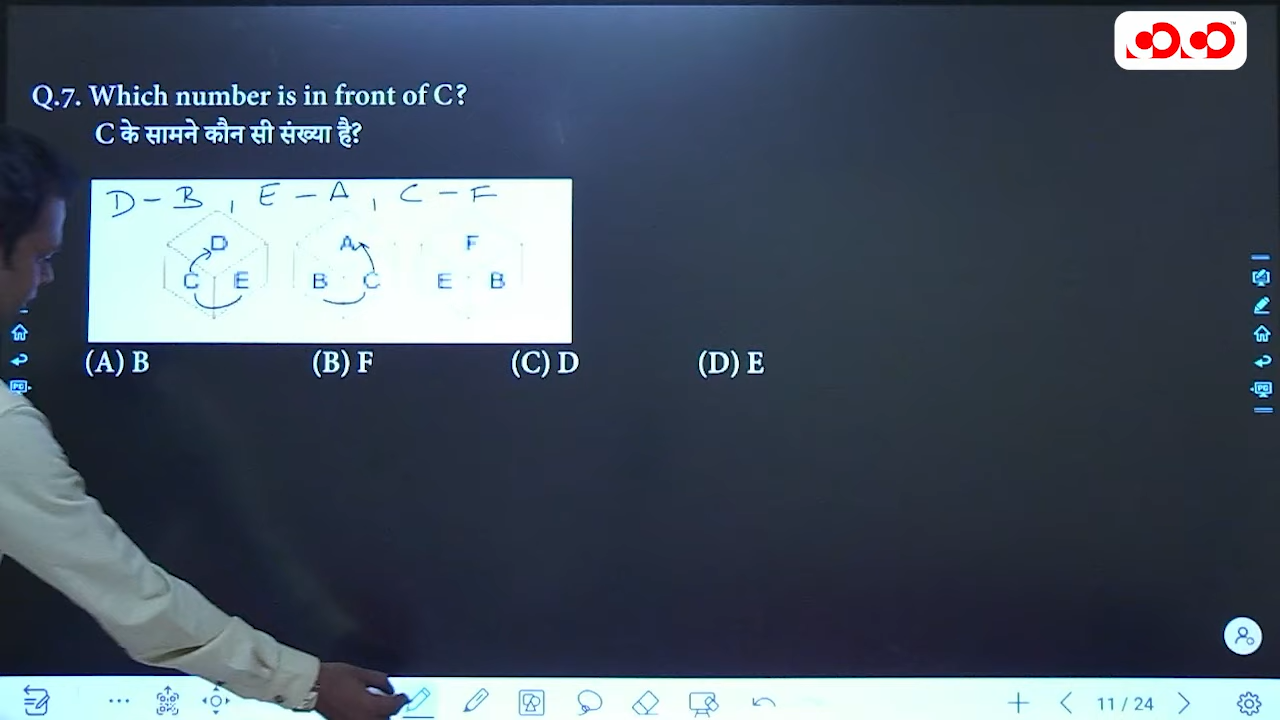 Q.7. Which number is in front of C?
C के सामने कौन सी संख्या है?
D - B , E - A , C - F
D A F
C E B C E B
(A) B (B) F (C) D (D) E
11 / 24